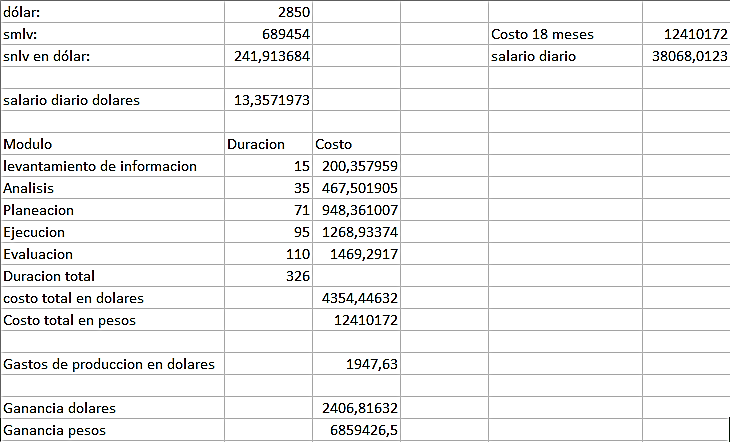 dólar: 2850
smlv: 689454 Costo 18 meses 12410172
snlv en dólar: 241,913684 salario diario 38068,0123
salario diario dolares 13,3571973
Modulo Duracion Costo
levantamiento de informacion 15 200,357959
Analisis 35 467,501905
Planeacion 71 948,361007
Ejecucion 95 1268,93374
Evaluacion 110 1469,2917
Duracion total 326
costo total en dolares 4354,44632
Costo total en pesos 12410172
Gastos de produccion en dolares 1947,63
Ganancia dolares 2406,81632
Ganancia pesos 6859426,5